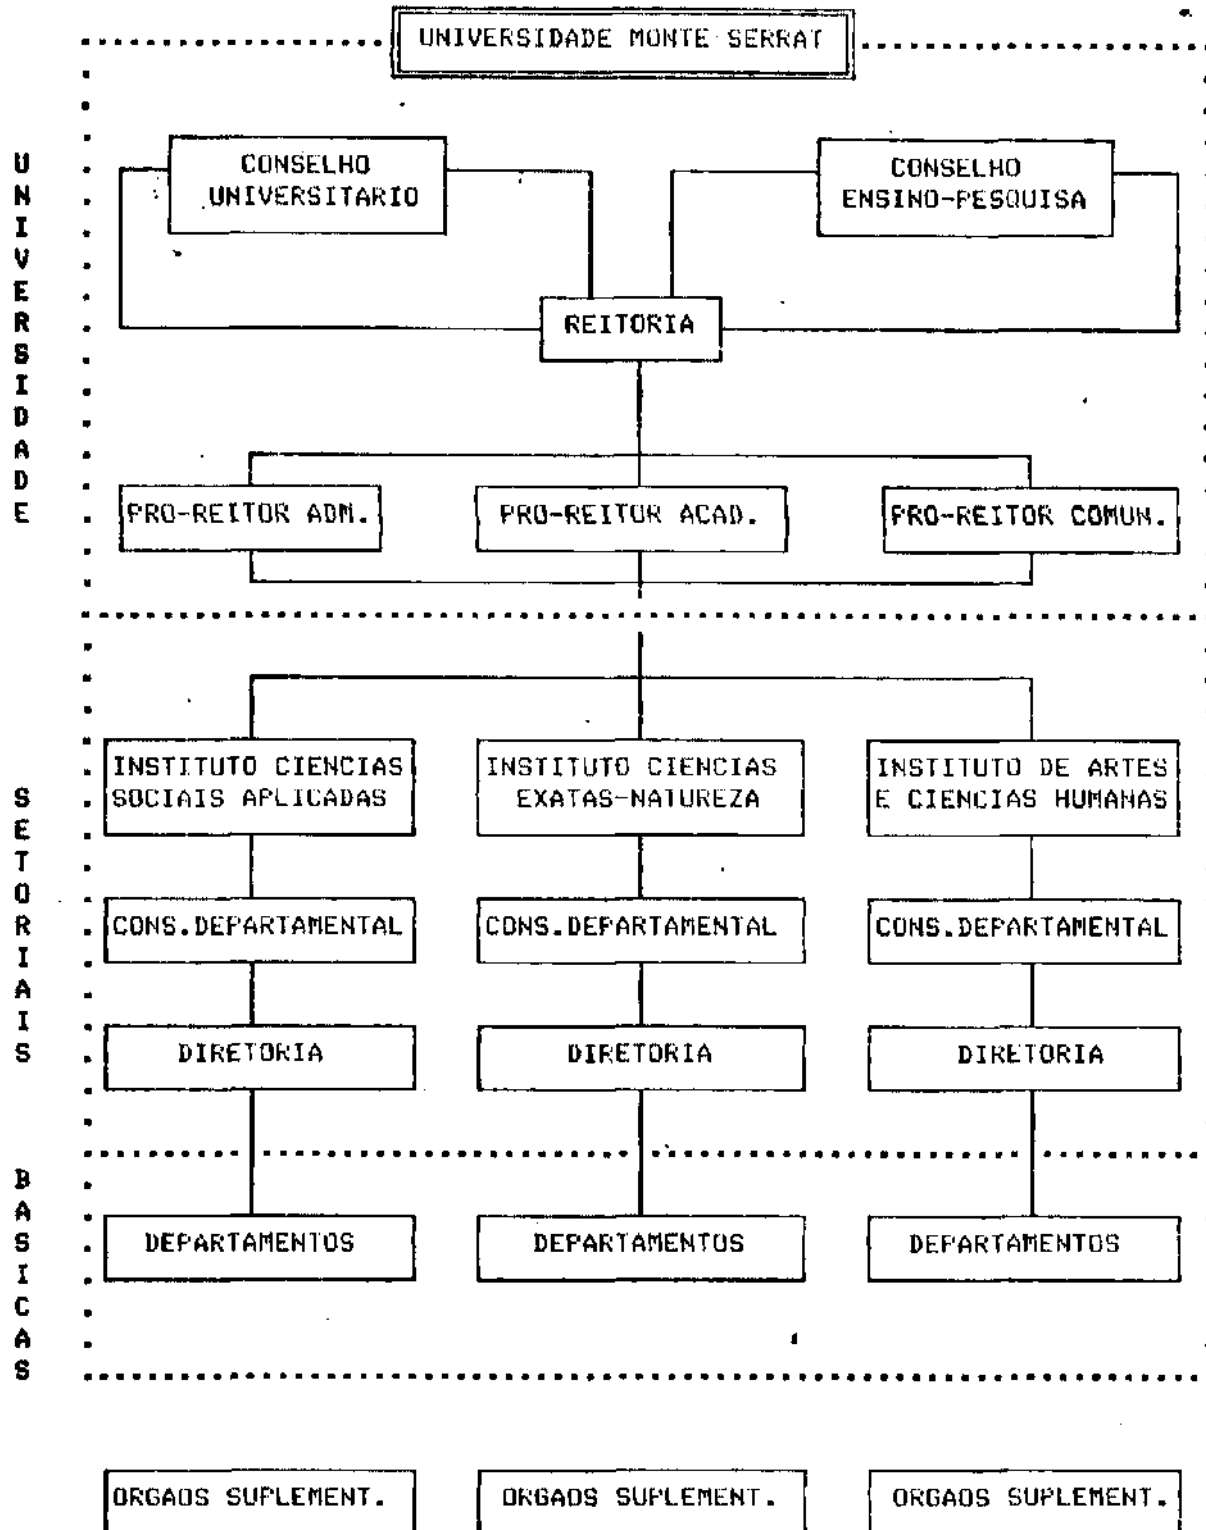 UNIVERSIDADE MONTE SERRAT
UNIVERSIDADE
CONSELHO
UNIVERSITARIO
CONSELHO
ENSINO-PESQUISA
REITORIA
PRO-REITOR ADM.
PRO-REITOR ACAD.
PRO-REITOR COMUN.
SETORIAIS
INSTITUTO CIENCIAS
SOCIAIS APLICADAS
INSTITUTO CIENCIAS
EXATAS-NATUREZA
INSTITUTO DE ARTES
E CIENCIAS HUMANAS
CONS.DEPARTAMENTAL
CONS.DEPARTAMENTAL
CONS.DEPARTAMENTAL
DIRETORIA
DIRETORIA
DIRETORIA
BASICAS
DEPARTAMENTOS
DEPARTAMENTOS
DEPARTAMENTOS
ORGAOS SUPLEMENT.
ORGAOS SUPLEMENT.
ORGAOS SUPLEMENT.